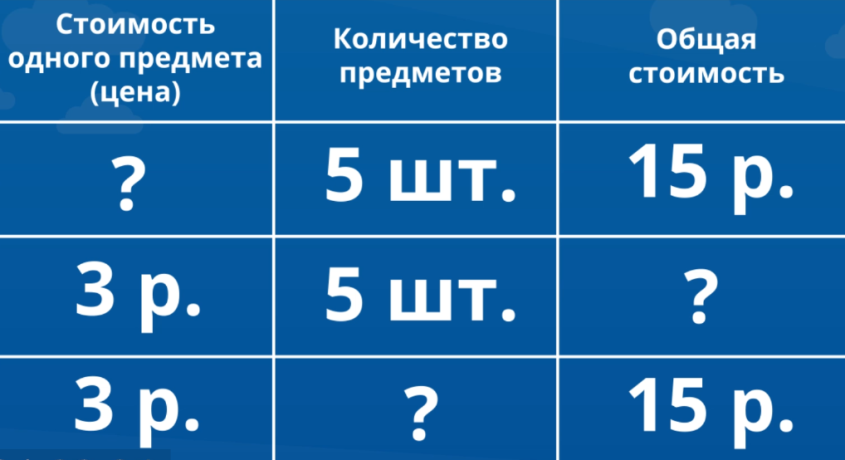 Стоимость
одного предмета
(цена)
Количество
предметов
Общая
стоимость
? 5 шт. 15 р.
3 р. 5 шт. ?
3 р. ? 15 р.